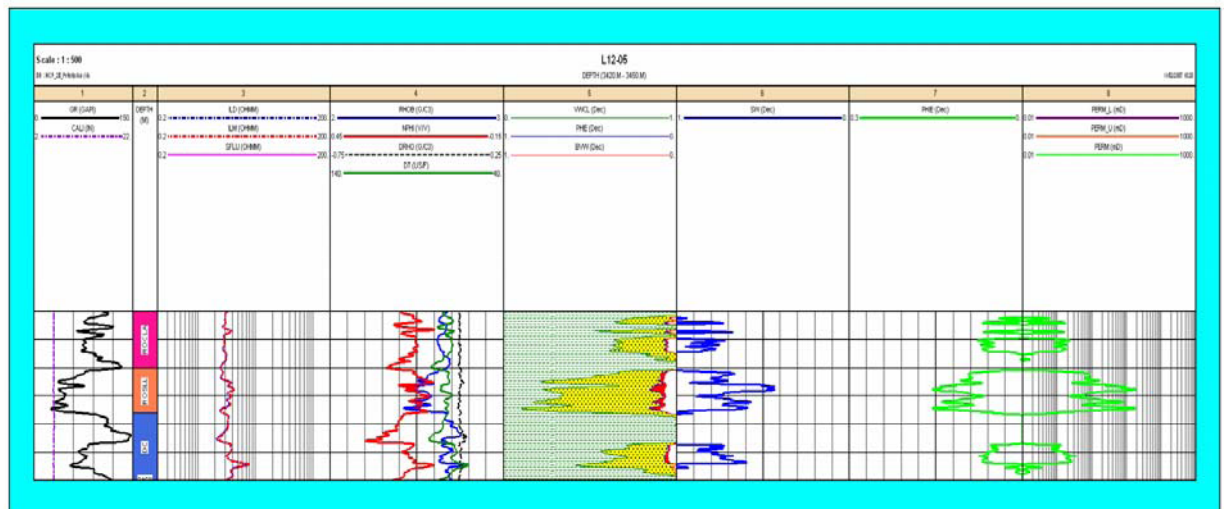 Scale : 1 : 500
L12-05
DEPTH (3420 M - 3480 M)
1 2 3 4 5 6 7 8
GR (GAPI)
0. 150.
CALI (IN)
2. 22.
DEPTH
(M)
ILD (OHMM)
0.2 200.
ILM (OHMM)
0.2 200.
SFLU (OHMM)
0.2 200.
RHOB (G/C3)
2. 3.
NPHI (V/V)
0.45 -0.15
DRHO (G/C3)
-0.75 0.25
DT (US/F)
140. 40.
VWCL (Dec)
0. 1.
PHIE (Dec)
1. 0.
BVW (Dec)
1. 0.
SW (Dec)
1. 0.
PHIE (Dec)
0.3 0.
0.01 1000.
0.01 1000.
PERM (mD)
0.01 1000.
DC